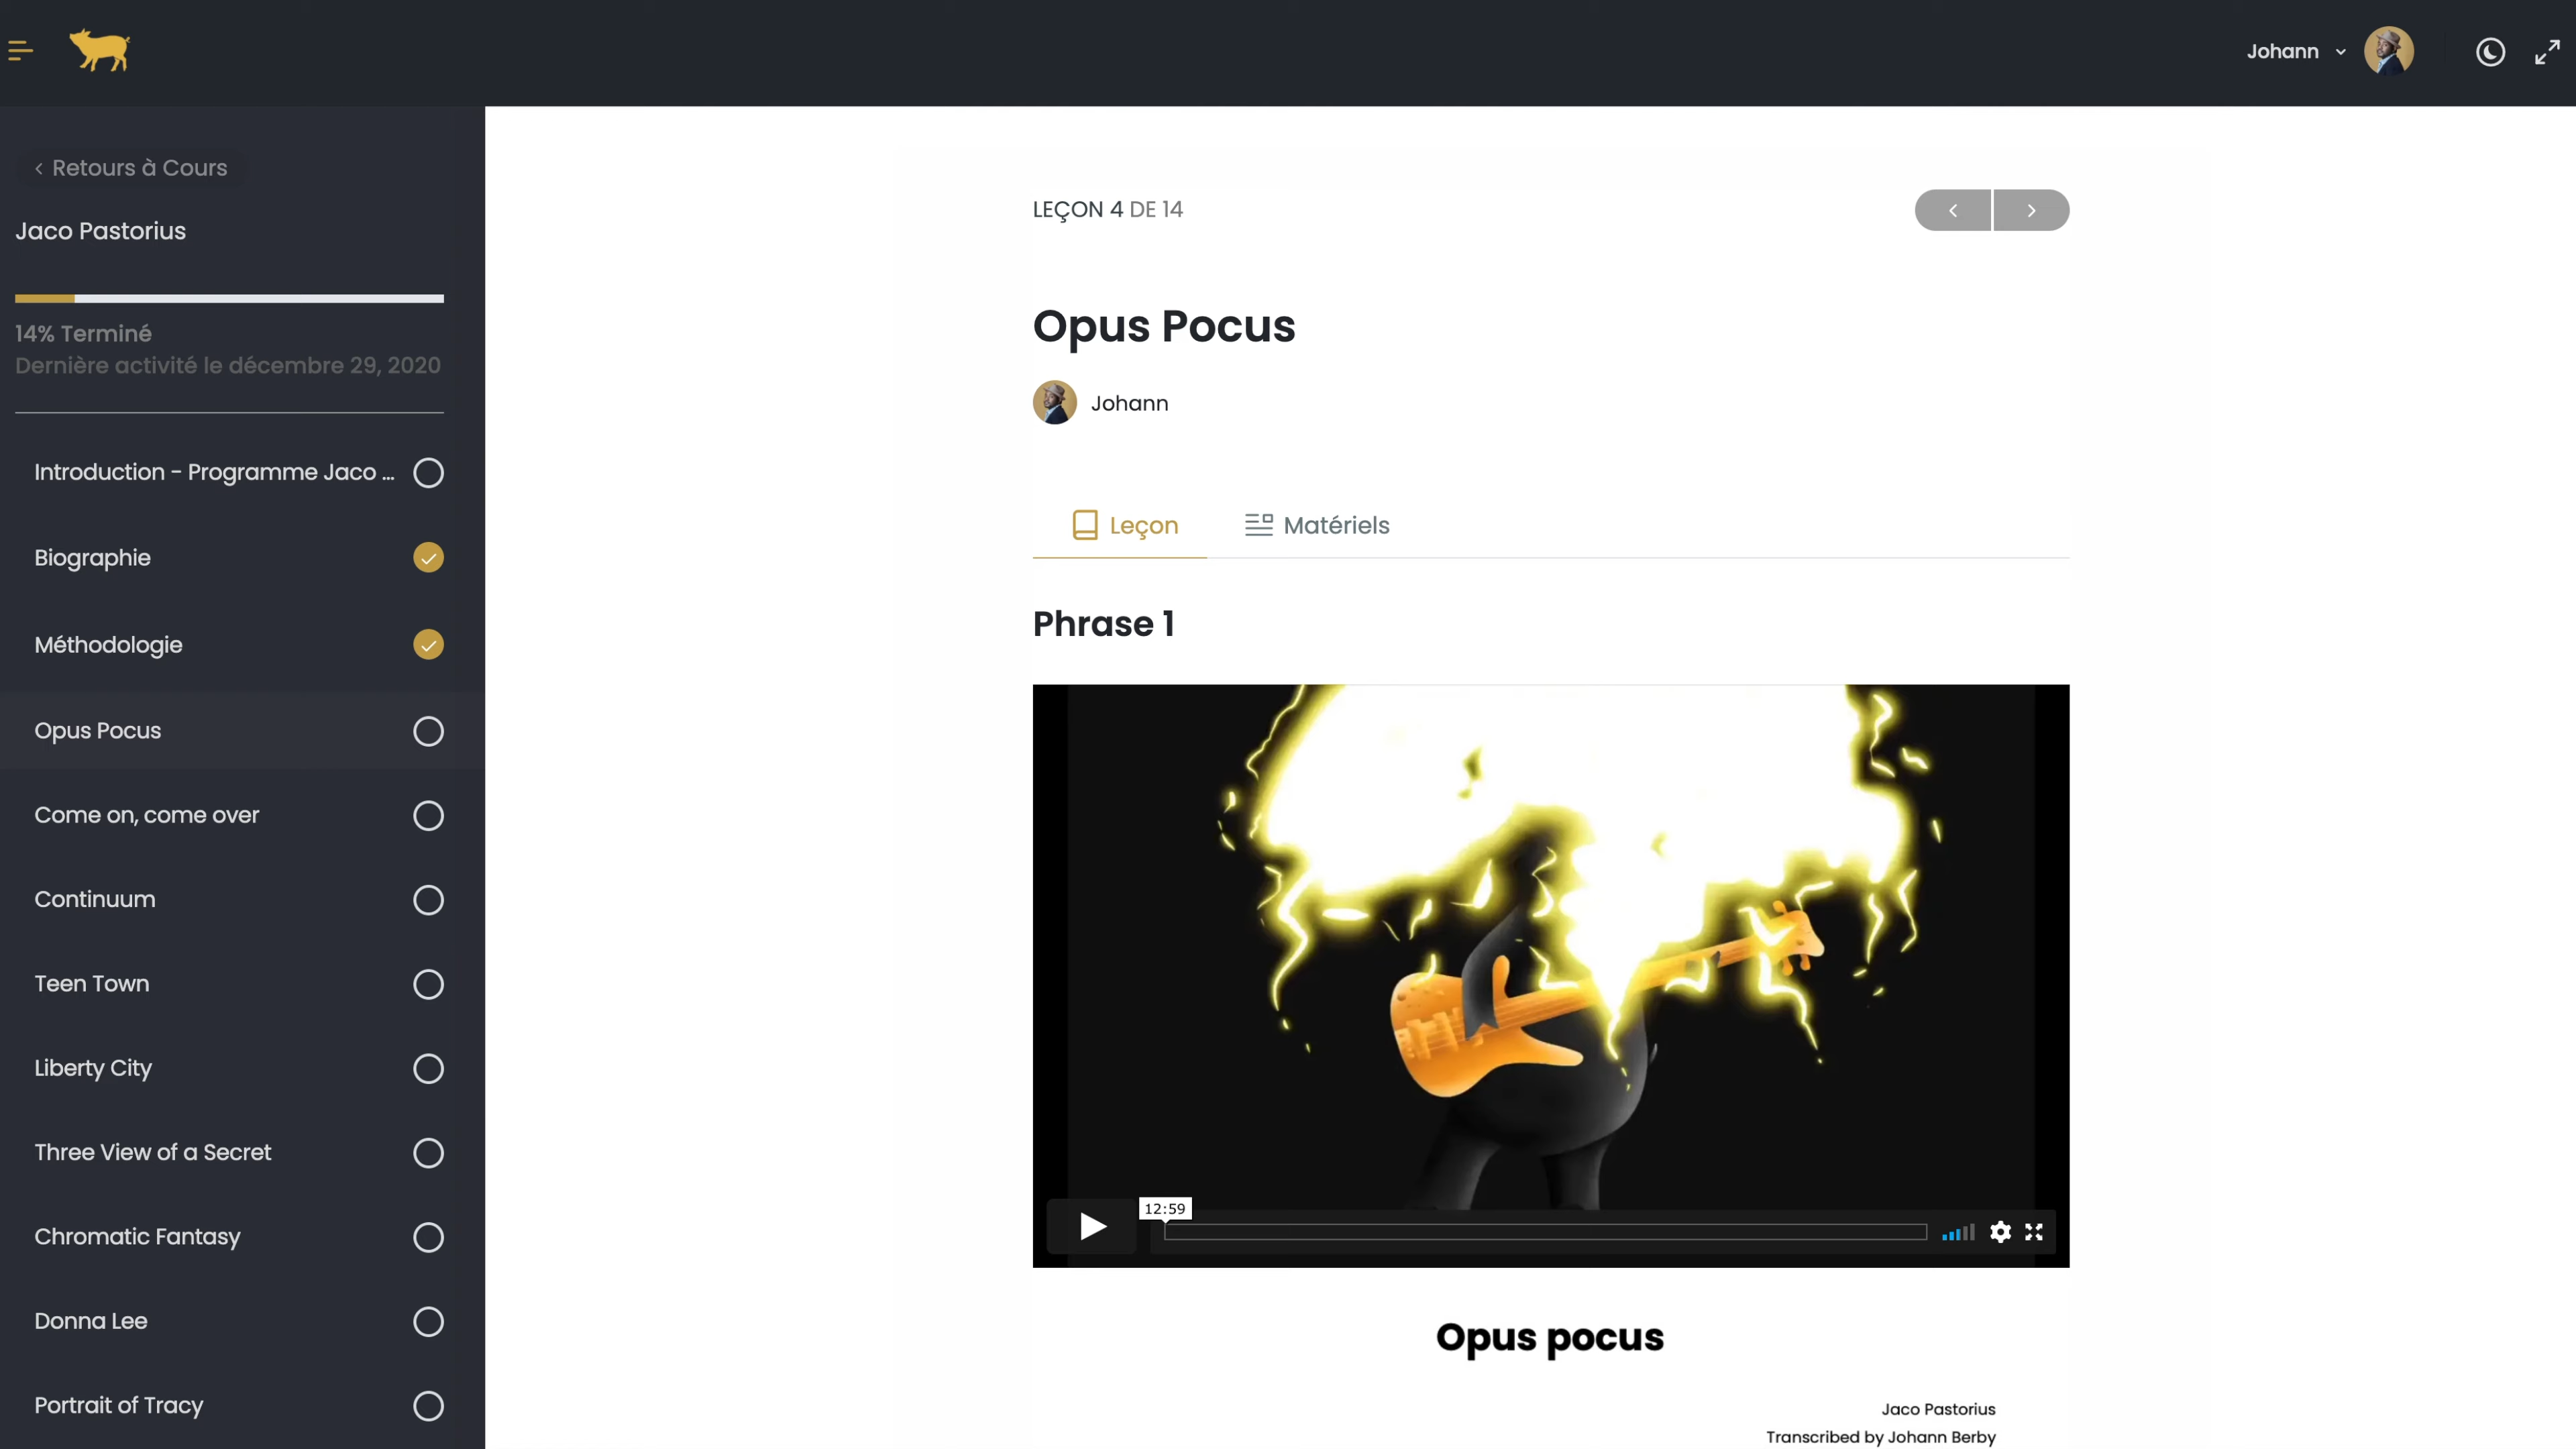 Johann
Retours à Cours
Jaco Pastorius
14% Terminé
Dernière activité le décembre 29, 2020
Introduction - Programme Jaco ...
Biographie
Méthodologie
Opus Pocus
Come on, come over
Continuum
Teen Town
Liberty City
Three View of a Secret
Chromatic Fantasy
Donna Lee
Portrait of Tracy
LEÇON 4 DE 14
Opus Pocus
Johann
Leçon
Matériels
Phrase 1
12:59
Opus pocus
Jaco Pastorius
Transcribed by Johann Berby